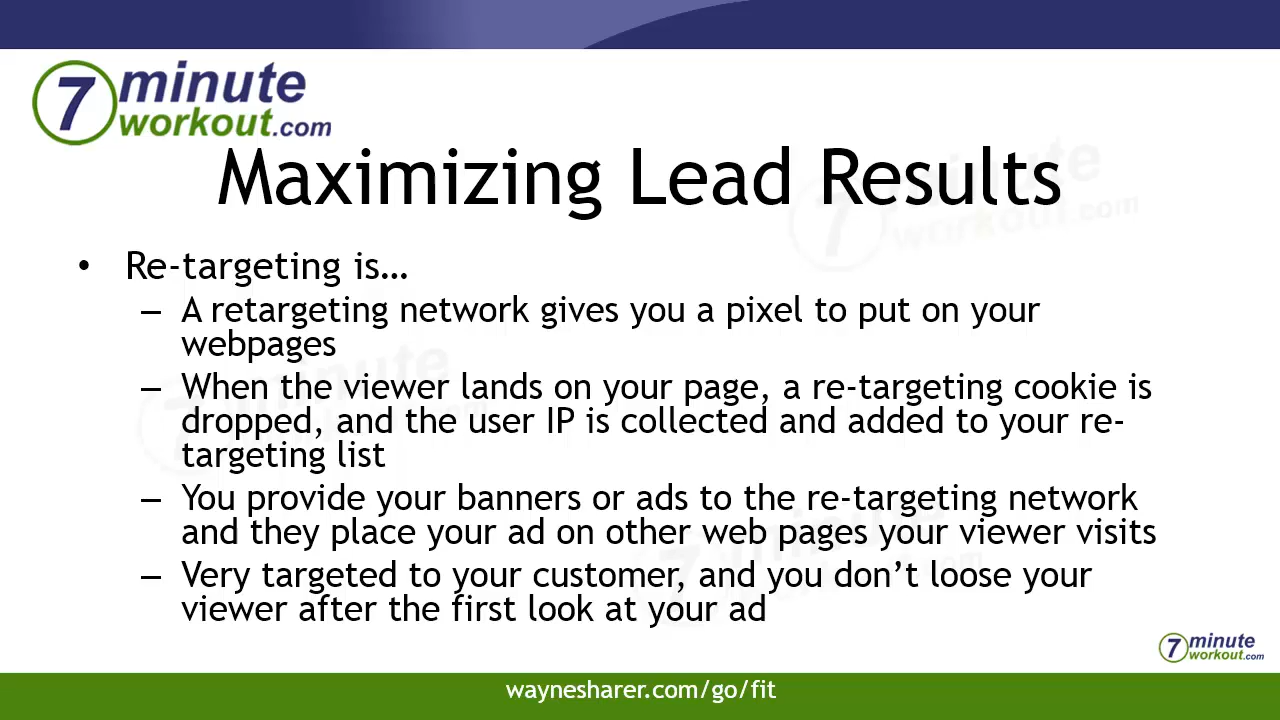 7 minute
workout.com
Maximizing Lead Results
• Re-targeting is…
– A retargeting network gives you a pixel to put on your
webpages
– When the viewer lands on your page, a re-targeting cookie is
dropped, and the user IP is collected and added to your re-
targeting list
– You provide your banners or ads to the re-targeting network
and they place your ad on other web pages your viewer visits
– Very targeted to your customer, and you don’t loose your
viewer after the first look at your ad
7 minute
workout.com
waynesharer.com/go/fit